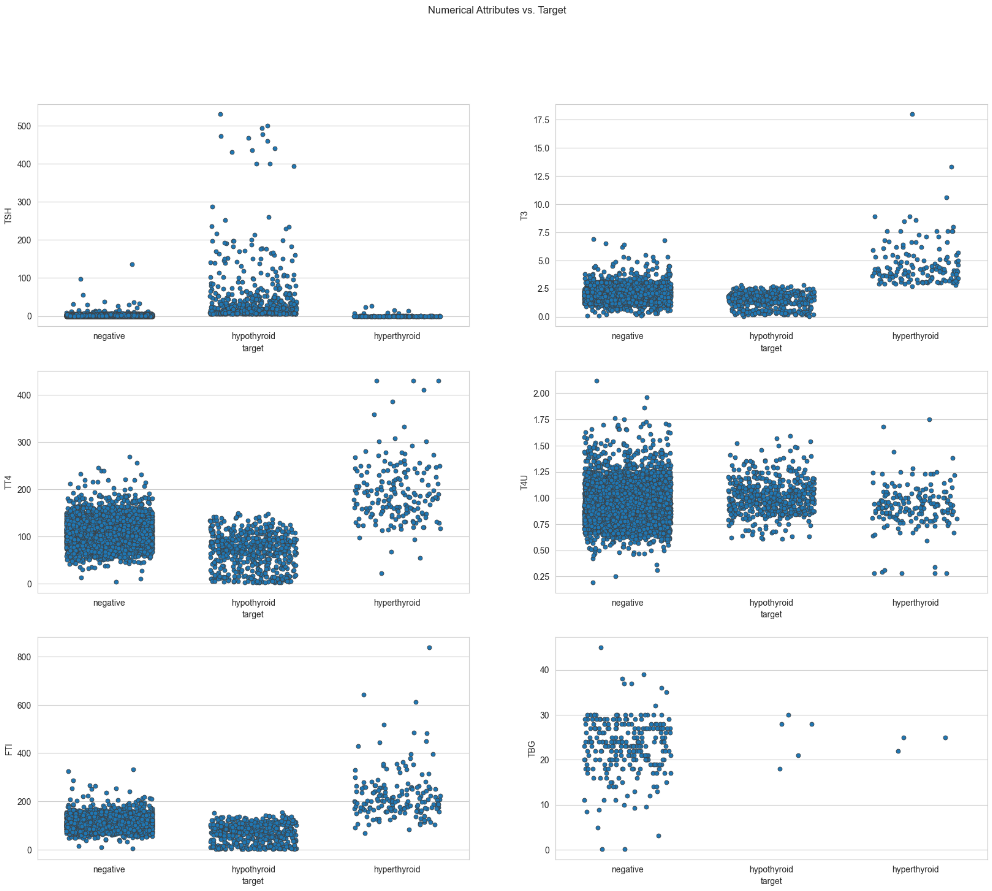 Numerical Attributes vs. Target
TSH
500
400
300
200
100
0
negative hypothyroid hyperthyroid
target
T3
17.5
15.0
12.5
10.0
7.5
5.0
2.5
0.0
negative hypothyroid hyperthyroid
target
TT4
400
300
200
100
0
negative hypothyroid hyperthyroid
target
T4U
2.00
1.75
1.50
1.25
1.00
0.75
0.50
0.25
negative hypothyroid hyperthyroid
target
FTI
800
600
400
200
0
negative hypothyroid hyperthyroid
target
TBG
40
30
20
10
0
negative hypothyroid hyperthyroid
target